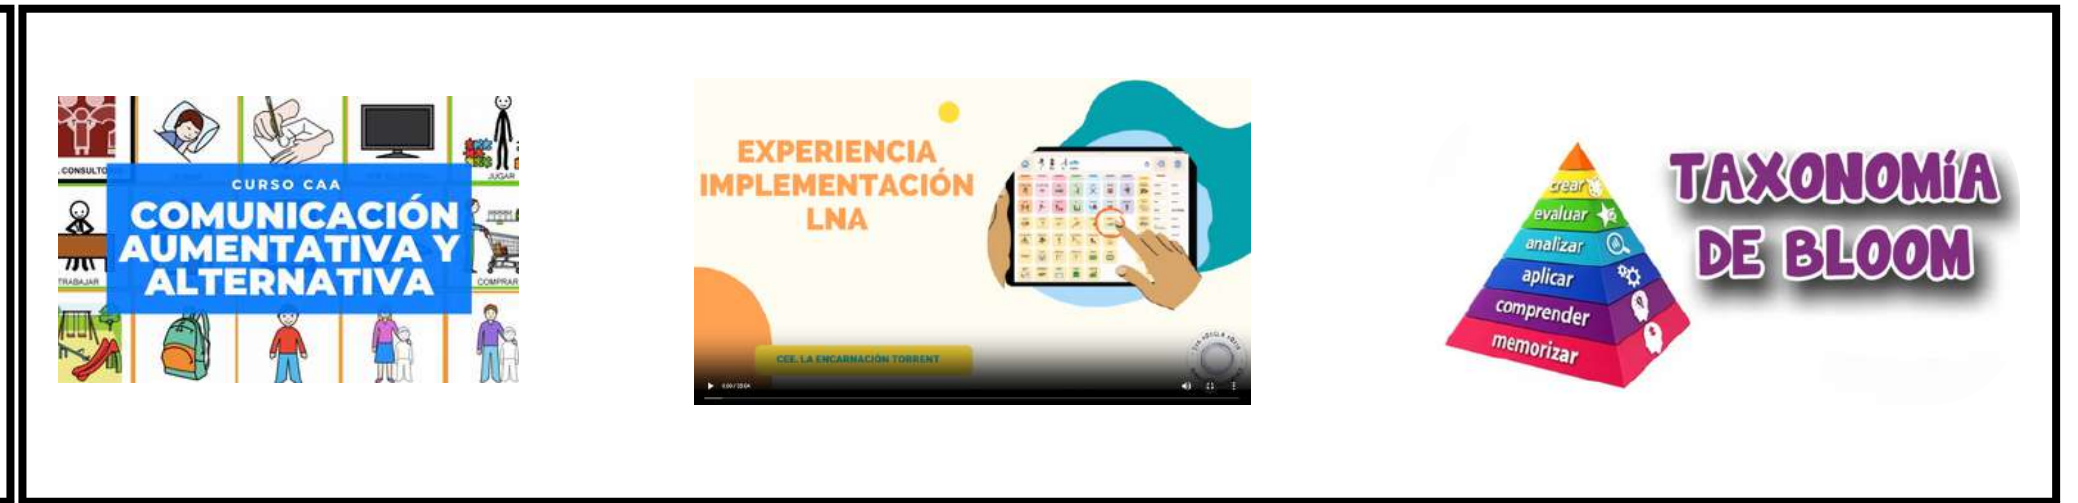 . CONSULTO
JUGAR
CURSO CAA
COMUNICACIÓN
AUMENTATIVA Y
ALTERNATIVA
TRABAJAR
COMPRAR
EXPERIENCIA
IMPLEMENTACIÓN
LNA
CEE. LA ENCARNACIÓN TORRENT
crear
evaluar
analizar
aplicar
comprender
memorizar
TAXONOMíA
DE BLOOM